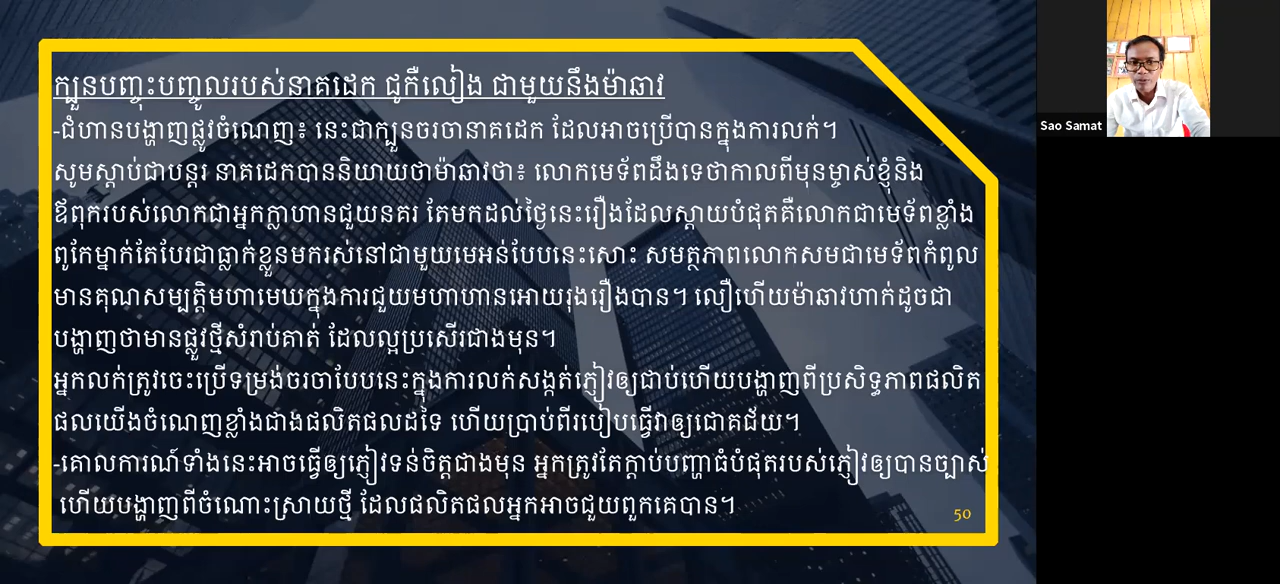 ក្បួនបញ្ចុះបញ្ចូលរបស់នាគដេក ជូកឺលៀង ជាមួយនឹងម៉ាឆាវ
-ជំហានបង្ហាញផ្លូវចំណេញ៖ នេះជាក្បួនចរចានាគដេក ដែលអាចប្រើបានក្នុងការលក់។
សូមស្តាប់ជាបន្តរ នាគដេកបាននិយាយថាម៉ាឆាវថា៖ លោកមេទ័ពដឹងទេថាកាលពីមុនម្ចាស់ខ្ញុំនិង
ឪពុករបស់លោកជាអ្នកក្លាហានជួយនគរ តែមកដល់ថ្ងៃនេះរឿងដែលស្តាយបំផុតគឺលោកជាមេទ័ពខ្លាំង
ពូកែម្នាក់តែបែរជាធ្លាក់ខ្លួនមករស់នៅជាមួយមេអន់បែបនេះសោះ សមត្ថភាពលោកសមជាមេទ័ពកំពូល
មានគុណសម្បត្តិមហាមេឃក្នុងការជួយមហាហានអោយរុងរឿងបាន។ លឿហើយម៉ាឆាវហាក់ដូចជា
បង្ហាញថាមានផ្លូវថ្មីសំរាប់គាត់ ដែលល្អប្រសើរជាងមុន។
អ្នកលក់ត្រូវចេះប្រើទម្រង់ចរចាបែបនេះក្នុងការលក់សង្កត់ភ្ញៀវឲ្យជាប់ហើយបង្ហាញពីប្រសិទ្ធភាពផលិត
ផលយើងចំណេញខ្លាំងជាងផលិតផលដទៃ ហើយប្រាប់ពីរបៀបធ្វើវាឲ្យជោគជ័យ។
-គោលការណ៍ទាំងនេះអាចធ្វើឲ្យភ្ញៀវទន់ចិត្តជាងមុន អ្នកត្រូវតែក្តាប់បញ្ហាធំបំផុតរបស់ភ្ញៀវឲ្យបានច្បាស់
ហើយបង្ហាញពីចំណោះស្រាយថ្មី ដែលផលិតផលអ្នកអាចជួយពួកគេបាន។
50
Sao Samat